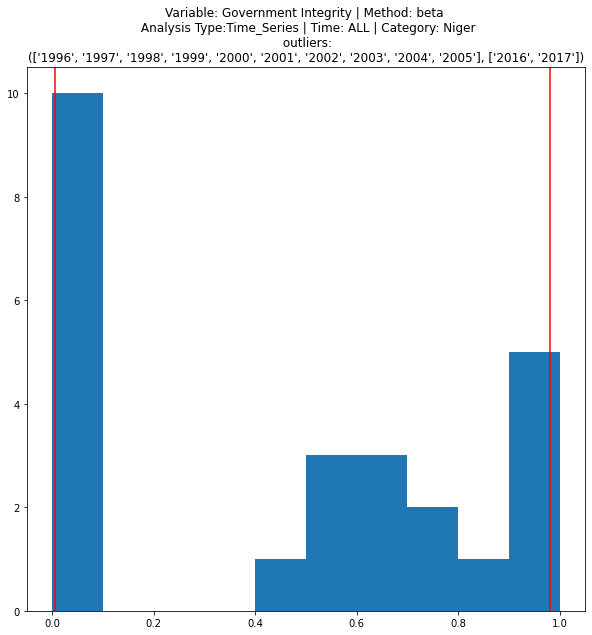 Variable: Government Integrity | Method: beta
Analysis Type:Time_Series | Time: ALL | Category: Niger
outliers:
(['1996', '1997', '1998', '1999', '2000', '2001', '2002', '2003', '2004', '2005'], ['2016', '2017'])
10
8
6
4
2
0
0.0 0.2 0.4 0.6 0.8 1.0